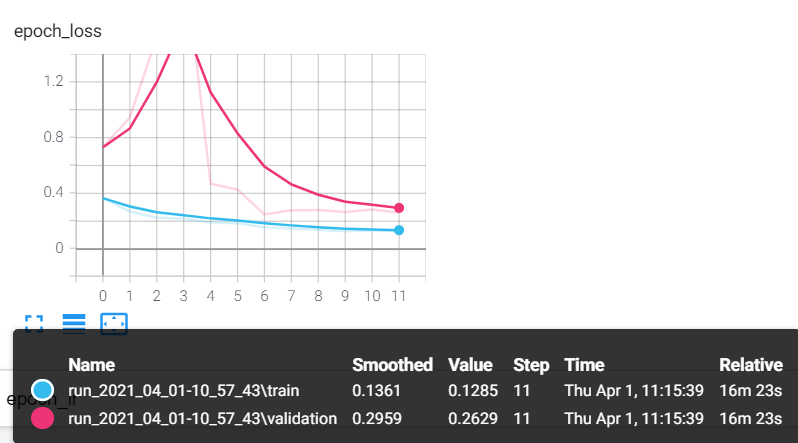 epoch_loss
1.2
0.8
0.4
0
0 1 2 3 4 5 6 7 8 9 10 11
Name Smoothed Value Step Time Relative
run_2021_04_01-10_57_43\train 0.1361 0.1285 11 Thu Apr 1, 11:15:39 16m 23s
run_2021_04_01-10_57_43\validation 0.2959 0.2629 11 Thu Apr 1, 11:15:39 16m 23s